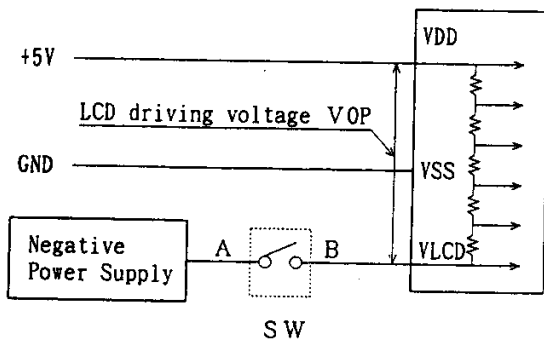 VDD
+5V
LCD driving voltage VOP
GND
VSS
Negative
Power Supply
A
B
VLCD
SW